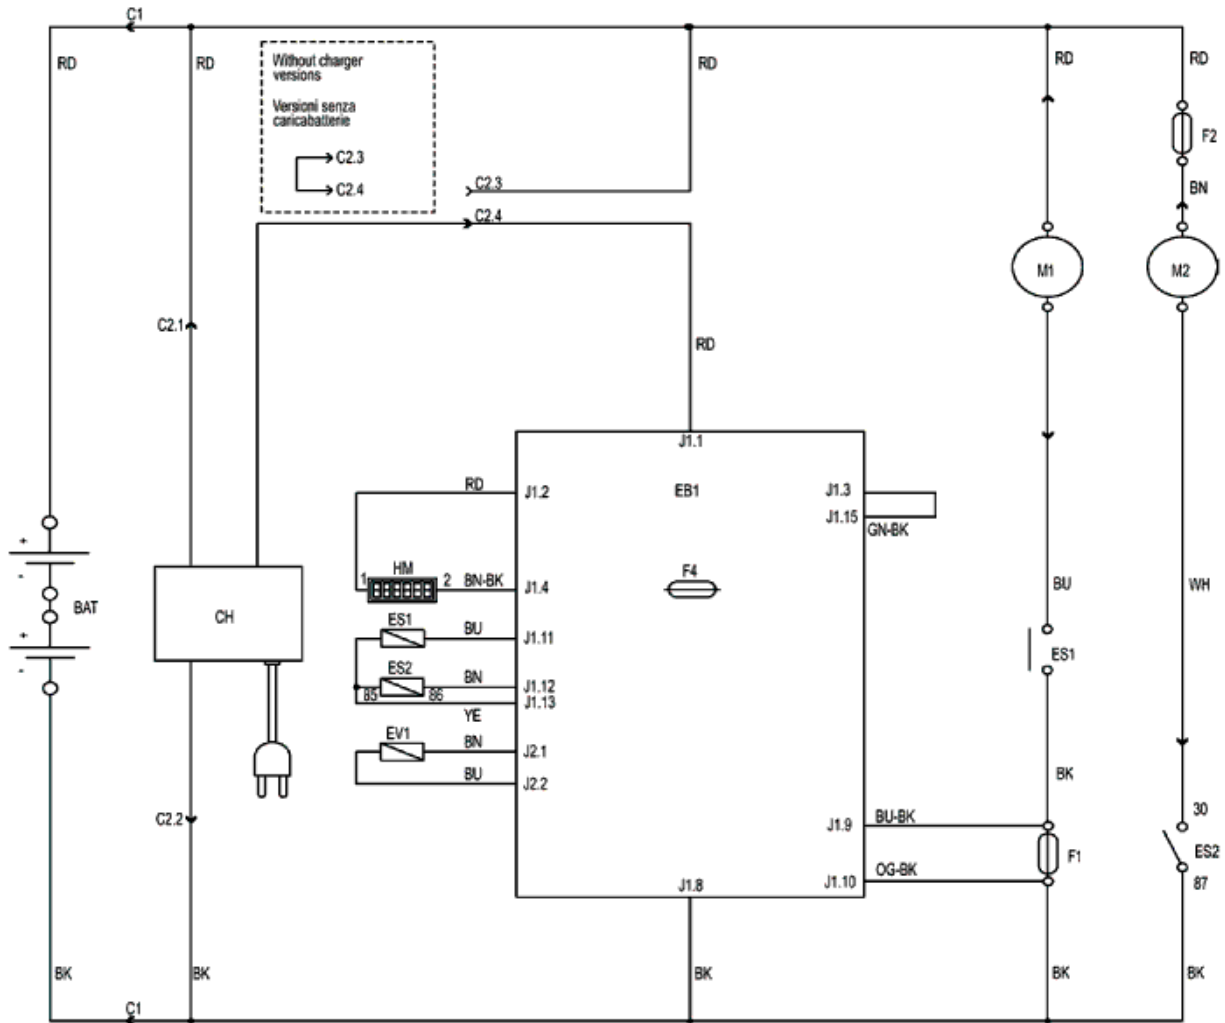 C1
RD
RD
RD
RD
RD
Without charger
versions
Versioni senza
caricabatterie
C2.3
C2.4
C2.3
C2.4
F2
BN
M1
M2
C2.1
RD
J1.1
EB1
RD
J1.2
J1.3
J1.15
GN-BK
+
-
BAT
+
-
CH
HM
1
2
BN-BK
J1.4
F4
BU
WH
ES1
BU
J1.11
ES1
ES2
BN
J1.12
85
86
J1.13
YE
EV1
BN
J2.1
BU
J2.2
BK
C2.2
J1.9
BU-BK
30
F1
ES2
J1.10
OG-BK
87
J1.8
BK
BK
BK
BK
BK
C1